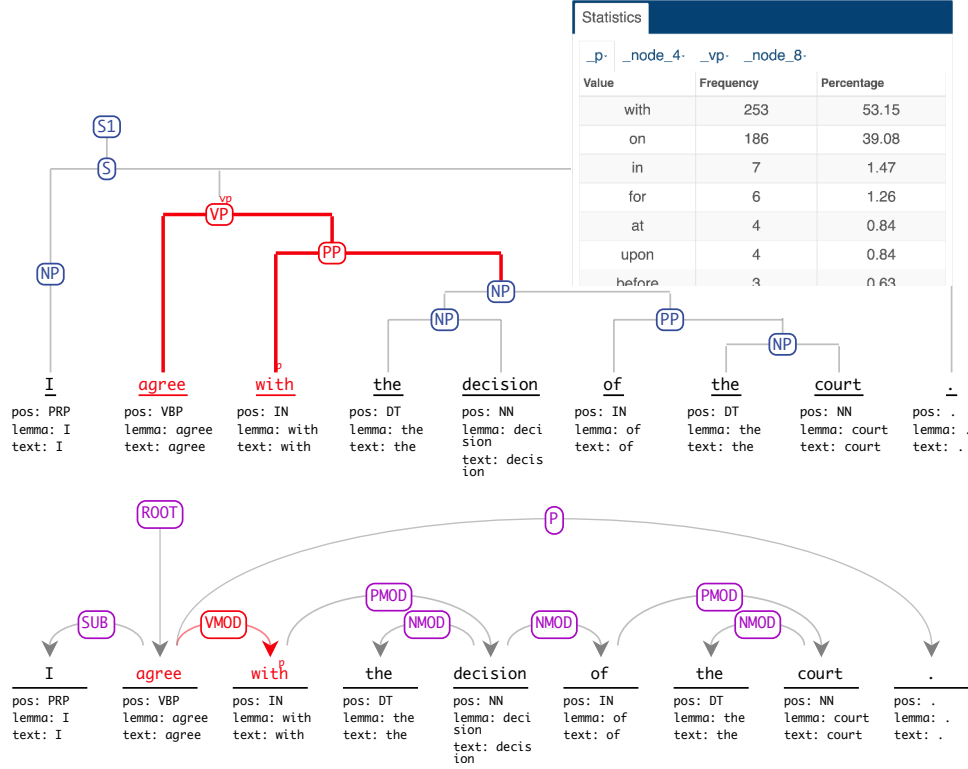 Statistics
_p· _node_4· _vp· _node_8·
Value Frequency Percentage
with 253 53.15
on 186 39.08
in 7 1.47
for 6 1.26
at 4 0.84
upon 4 0.84
before 3 0.63
S1
S
vp
VP
PP
NP
NP
NP PP
NP
p
I agree with the decision of the court .
pos: PRP pos: VBP pos: IN pos: DT pos: NN pos: IN pos: DT pos: NN pos: .
lemma: I lemma: agree lemma: with lemma: the lemma: deci lemma: of lemma: the lemma: court lemma: .
sion
text: I text: agree text: with text: the text: decis text: of text: the text: court text: .
ion
ROOT P
PMOD PMOD
SUB VMOD NMOD NMOD NMOD
p
I agree with the decision of the court .
pos: PRP pos: VBP pos: IN pos: DT pos: NN pos: IN pos: DT pos: NN pos: .
lemma: I lemma: agree lemma: with lemma: the lemma: deci lemma: of lemma: the lemma: court lemma: .
sion
text: I text: agree text: with text: the text: decis text: of text: the text: court text: .
ion